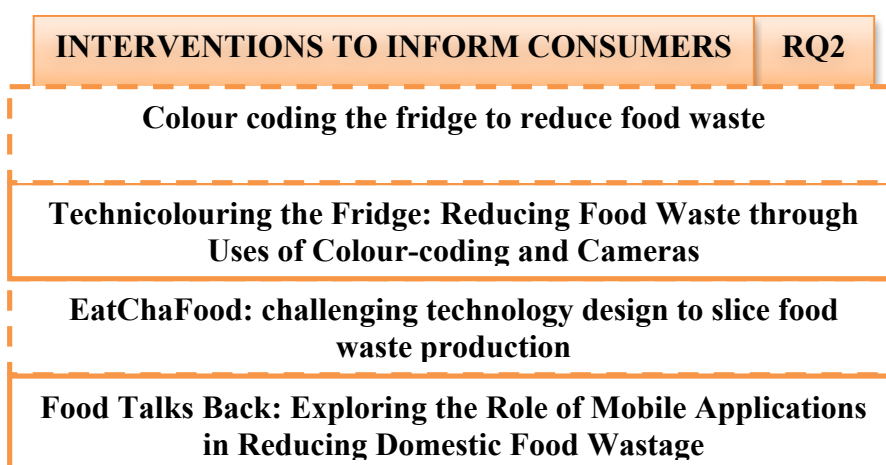 INTERVENTIONS TO INFORM CONSUMERS RQ2
Colour coding the fridge to reduce food waste
Technicolouring the Fridge: Reducing Food Waste through
Uses of Colour-coding and Cameras
EatChaFood: challenging technology design to slice food
waste production
Food Talks Back: Exploring the Role of Mobile Applications
in Reducing Domestic Food Wastage